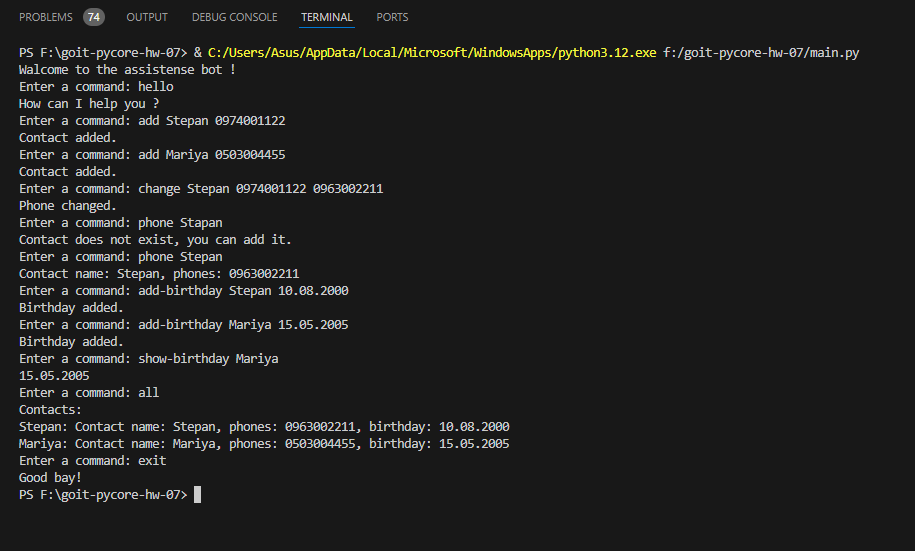 PROBLEMS 74 OUTPUT DEBUG CONSOLE TERMINAL PORTS
PS F:\goit-pycore-hw-07> & C:/Users/Asus/AppData/Local/Microsoft/WindowsApps/python3.12.exe f:/goit-pycore-hw-07/main.py
Walcome to the assistense bot !
Enter a command: hello
How can I help you ?
Enter a command: add Stepan 0974001122
Contact added.
Enter a command: add Mariya 0503004455
Contact added.
Enter a command: change Stepan 0974001122 0963002211
Phone changed.
Enter a command: phone Stapan
Contact does not exist, you can add it.
Enter a command: phone Stepan
Contact name: Stepan, phones: 0963002211
Enter a command: add-birthday Stepan 10.08.2000
Birthday added.
Enter a command: add-birthday Mariya 15.05.2005
Birthday added.
Enter a command: show-birthday Mariya
15.05.2005
Enter a command: all
Contacts:
Stepan: Contact name: Stepan, phones: 0963002211, birthday: 10.08.2000
Mariya: Contact name: Mariya, phones: 0503004455, birthday: 15.05.2005
Enter a command: exit
Good bay!
PS F:\goit-pycore-hw-07>